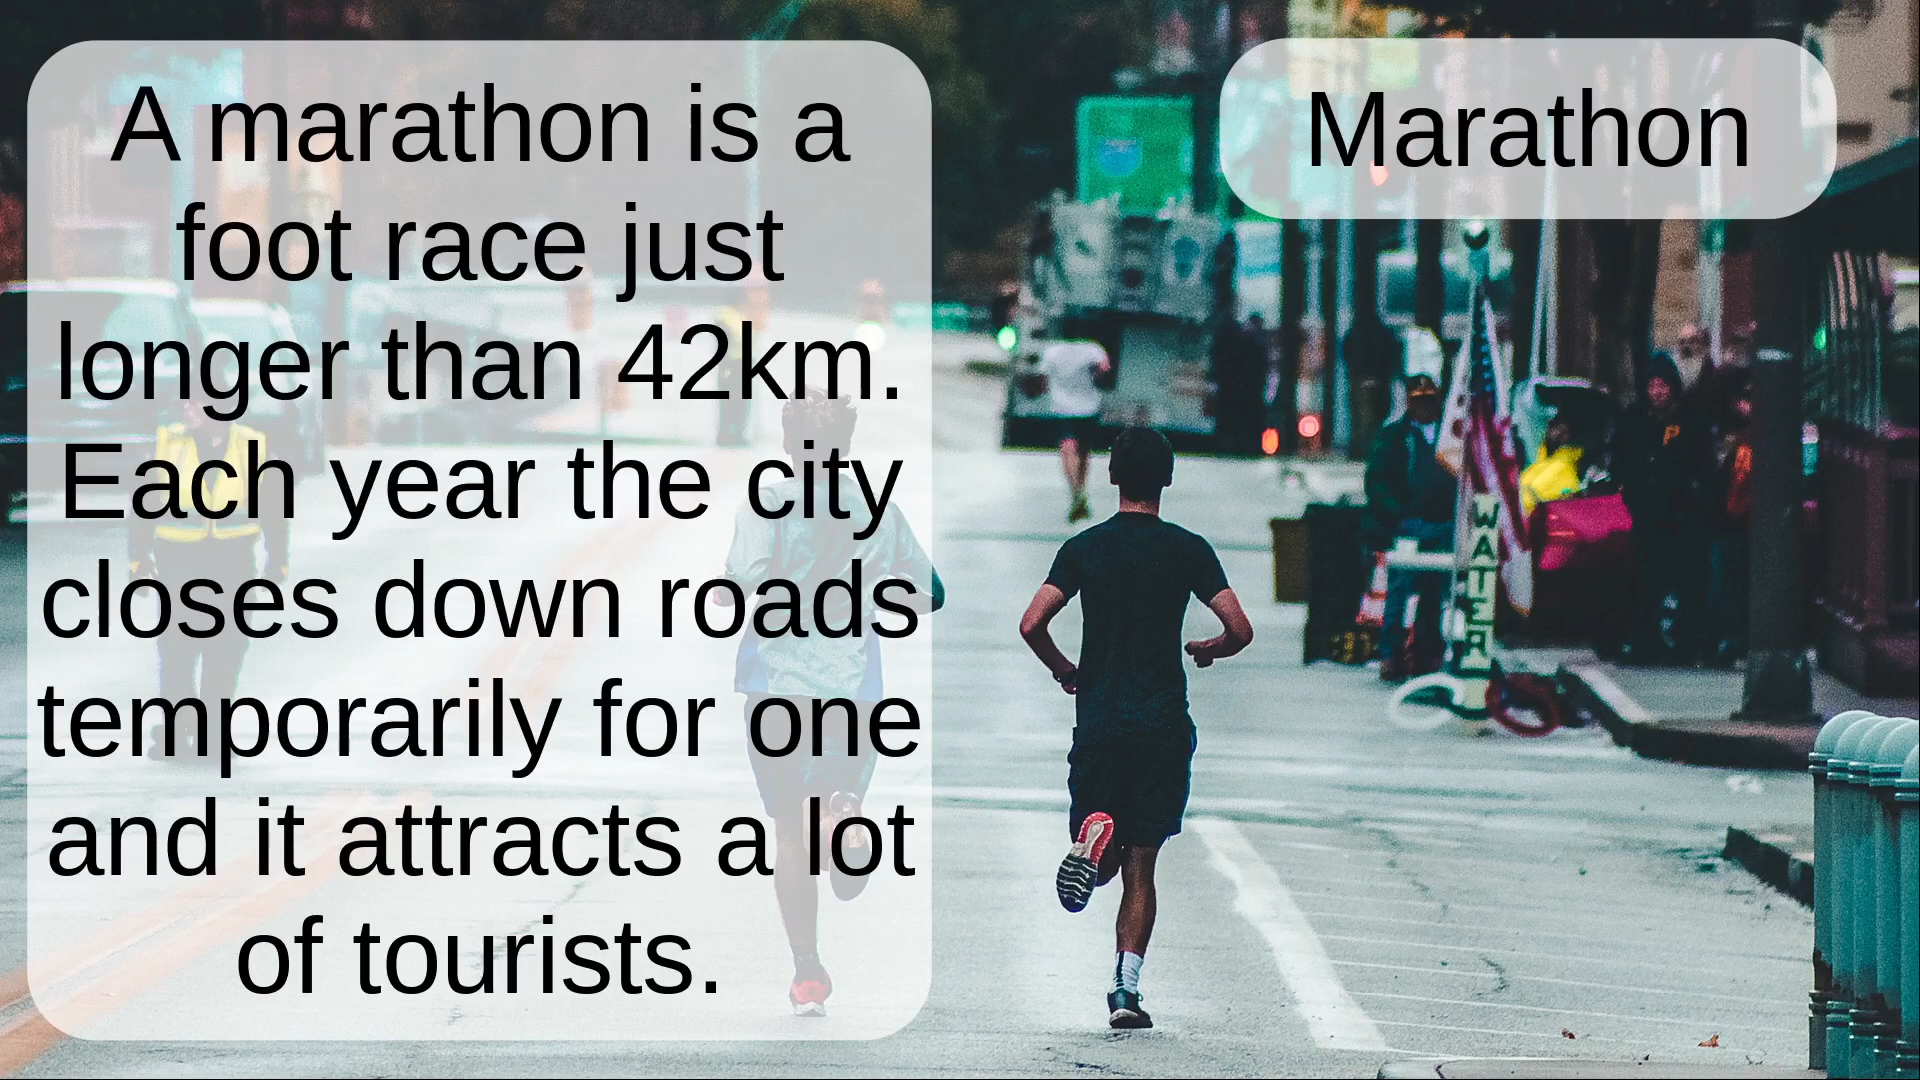 A marathon is a
foot race just
longer than 42km.
Each year the city
closes down roads
temporarily for one
and it attracts a lot
of tourists.
Marathon
WATER